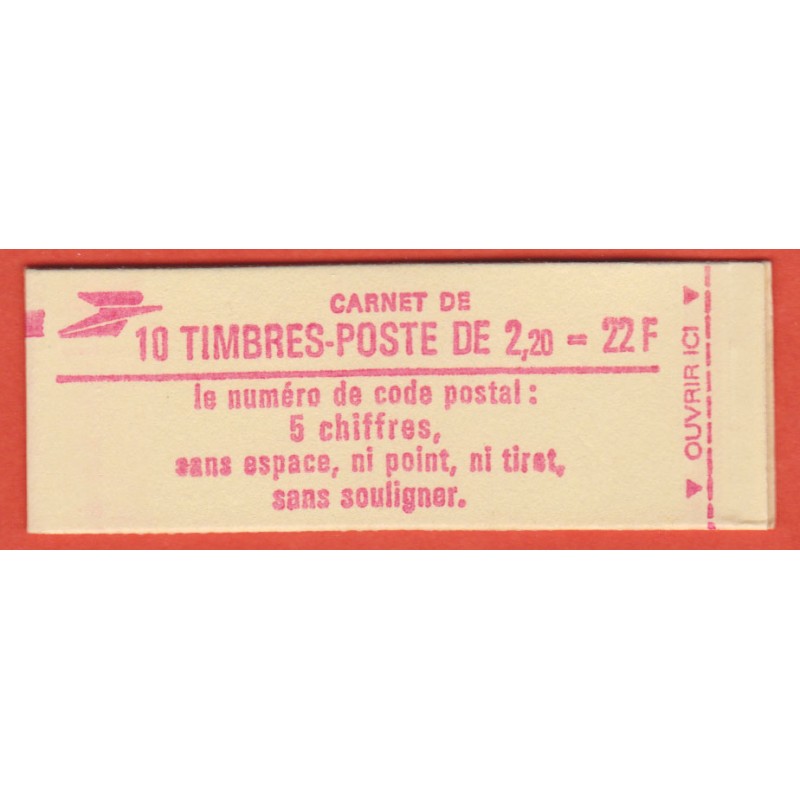 CARNET DE
10 TIMBRES-POSTE DE 2,20 = 22F
le numéro de code postal :
5 chiffres,
sans espace, ni point, ni tiret,
sans souligner.
OUVRIR ICI